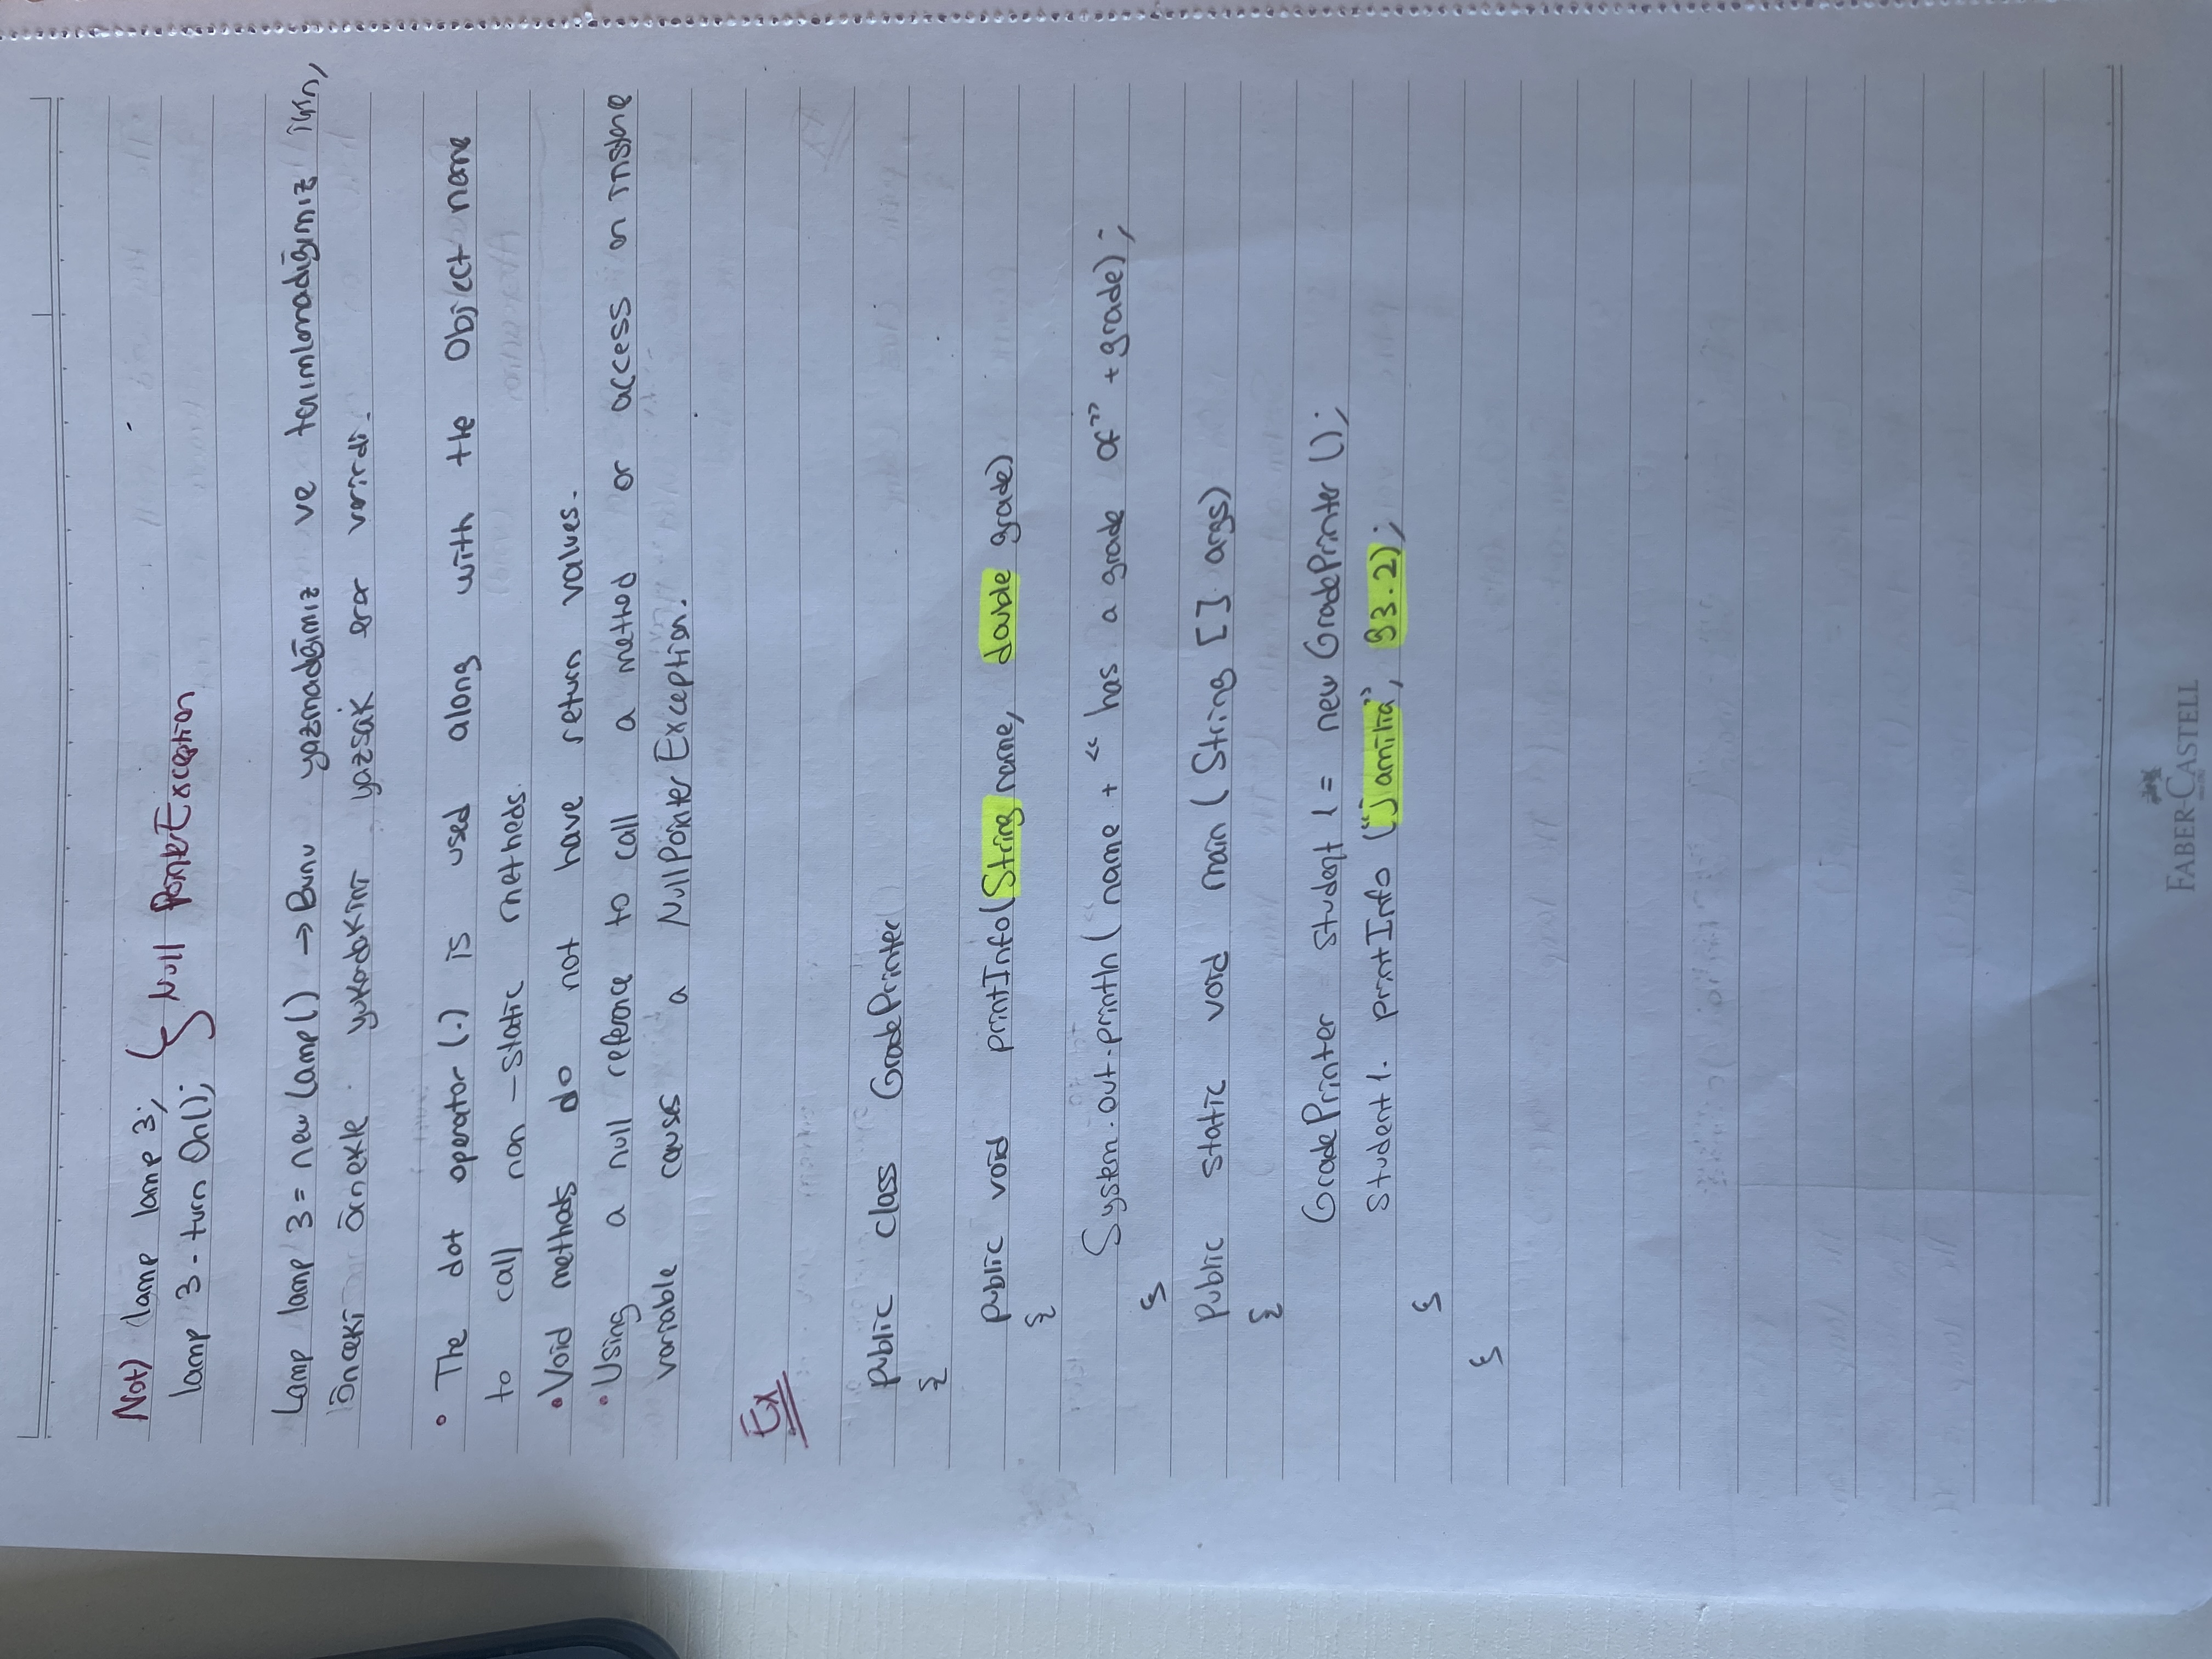 Not) lamp lamp 3;
lamp 3. turn On();
Null PointerException
Lamp lamp 3 = new Lamp() → Bunu yazmadığımız ve tanımlamadığımız için,
Önceki örnekle yukadakini yazsak eror verirdi.
• The dot operator (.) is used along with the Object name
to call non-static methods.
• Void methods do not have return values.
• Using a null reference to call a method or access an instance
variable causes a NullPointer Exception.
Ex
public class GradePrinter
{
public void printInfo(String name, double grade)
{
System.out.println( name + “ has a grade of” + grade);
}
Public static void main ( String [] args)
{
GradePrinter student 1 = new GradePrinter ();
Student 1. printInfo (“Jamilia”, 93.2);
}
}
FABER-CASTELL